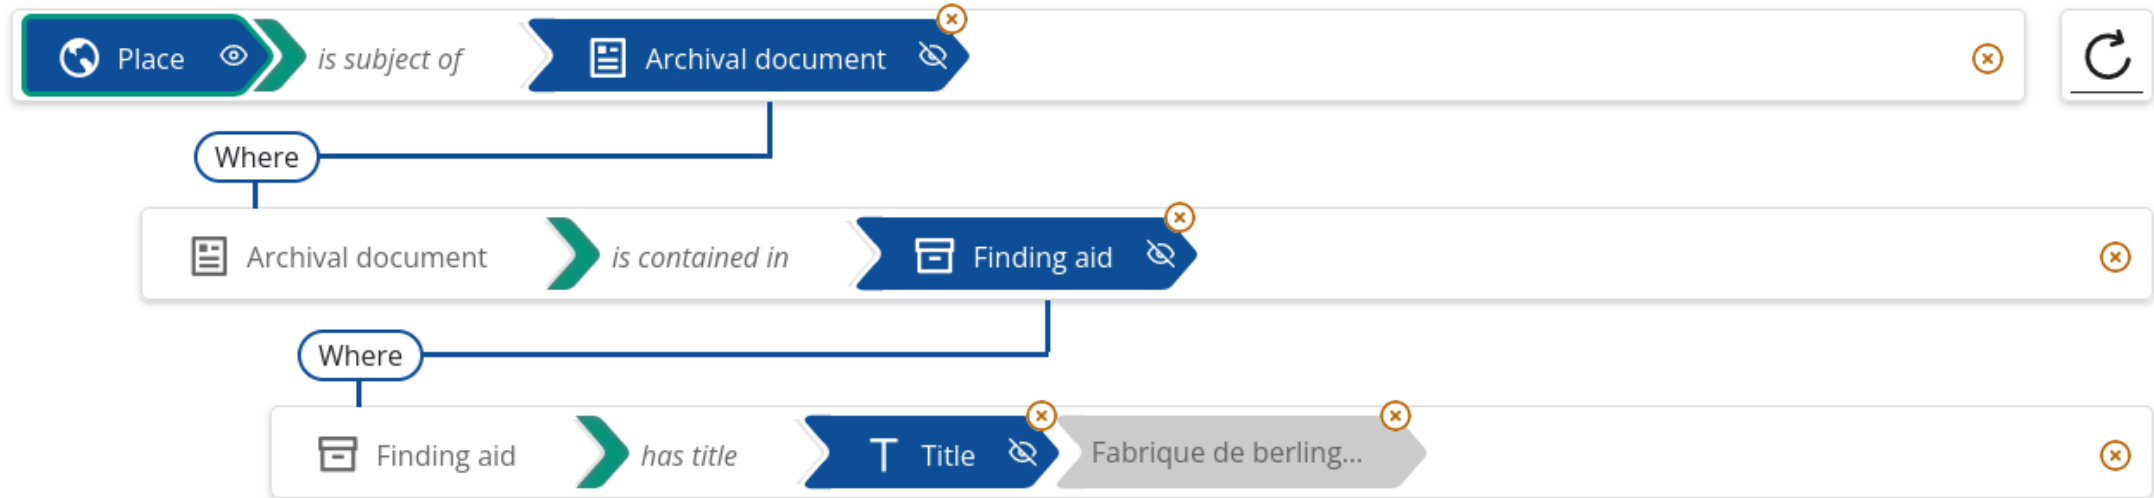 Place is subject of Archival document
Where
Archival document is contained in Finding aid
Where
Finding aid has title Title Fabrique de berling...